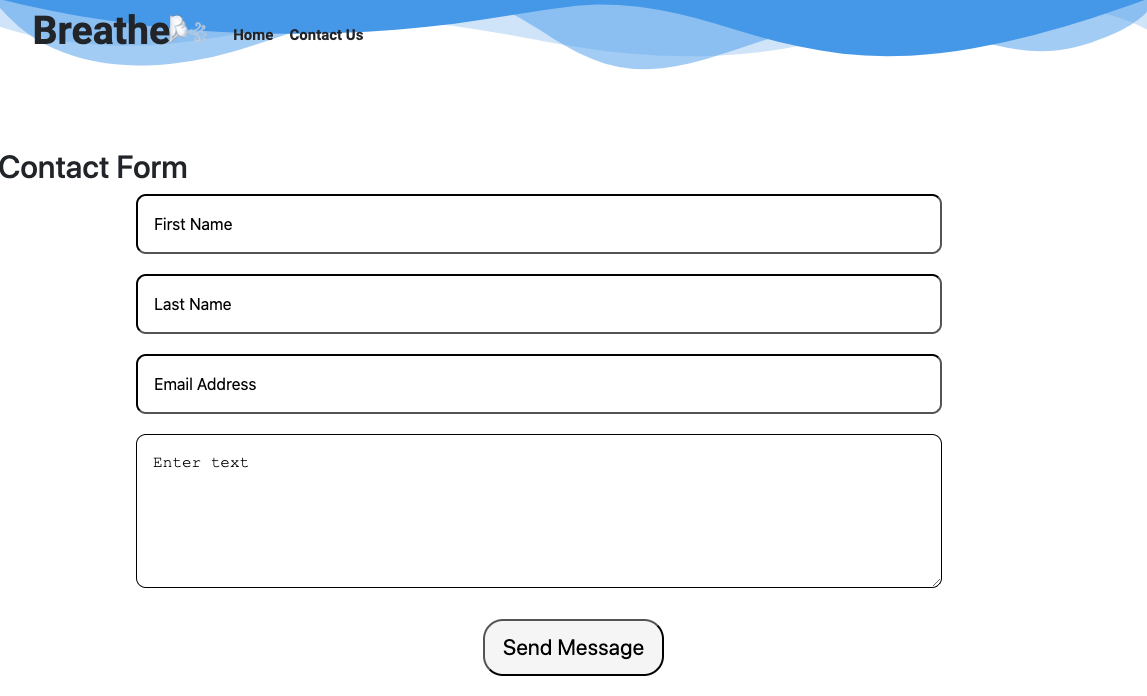 Breathe Home Contact Us
Contact Form
First Name
Last Name
Email Address
Enter text
Send Message